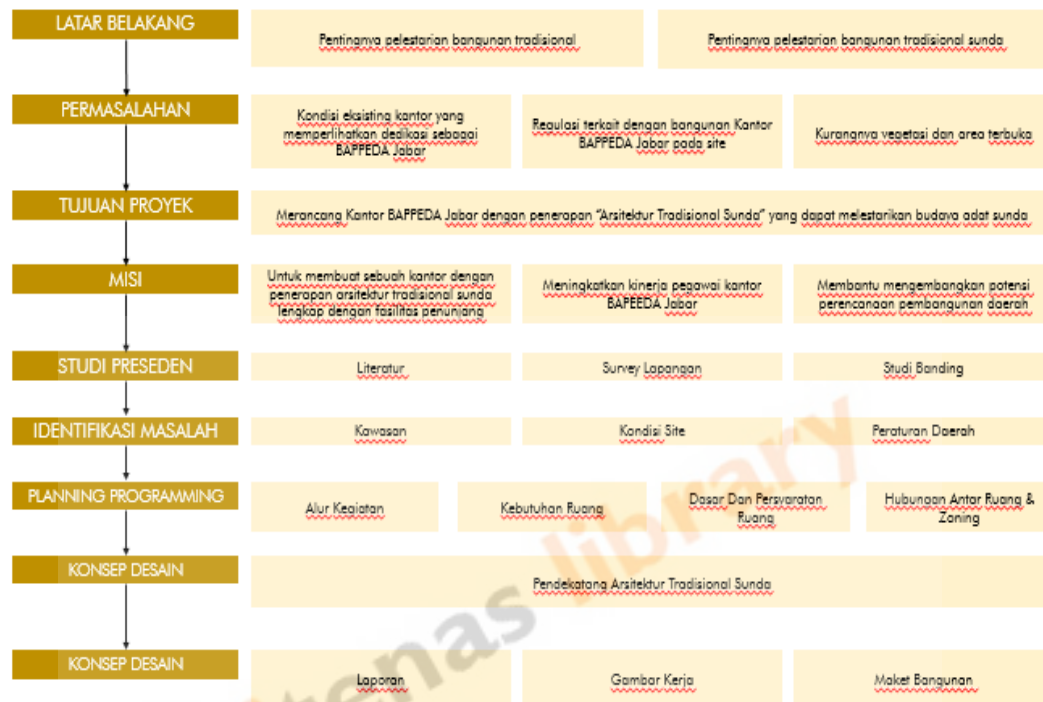 LATAR BELAKANG
Pentingnya pelestarian bangunan tradisional
Pentingnya pelestarian bangunan tradisional sunda
PERMASALAHAN
Kondisi eksisting kantor yang
memperlihatkan dedikasi sebagai
BAPPEDA Jabar
Regulasi terkait dengan bangunan Kantor
BAPPEDA Jabar pada site
Kurangnya vegetasi dan area terbuka
TUJUAN PROYEK
Merancang Kantor BAPPEDA Jabar dengan penerapan “Arsitektur Tradisional Sunda” yang dapat melestarikan budaya adat sunda
MISI
Untuk membuat sebuah kantor dengan
penerapan arsitektur tradisional sunda
lengkap dengan fasilitas penunjang
Meningkatkan kinerja pegawai kantor
BAPEEDA Jabar
Membantu mengembangkan potensi
perencanaan pembangunan daerah
STUDI PRESEDEN
Literatur
Survey Lapangan
Studi Banding
IDENTIFIKASI MASALAH
Kawasan
Kondisi Site
Peraturan Daerah
PLANNING PROGRAMMING
Alur Kegiatan
Kebutuhan Ruang
Dasar Dan Persyaratan
Ruang
Hubungan Antar Ruang &
Zoning
KONSEP DESAIN
Pendekatang Arsitektur Tradisional Sunda
KONSEP DESAIN
Laporan
Gambar Kerja
Maket Bangunan
tenas library